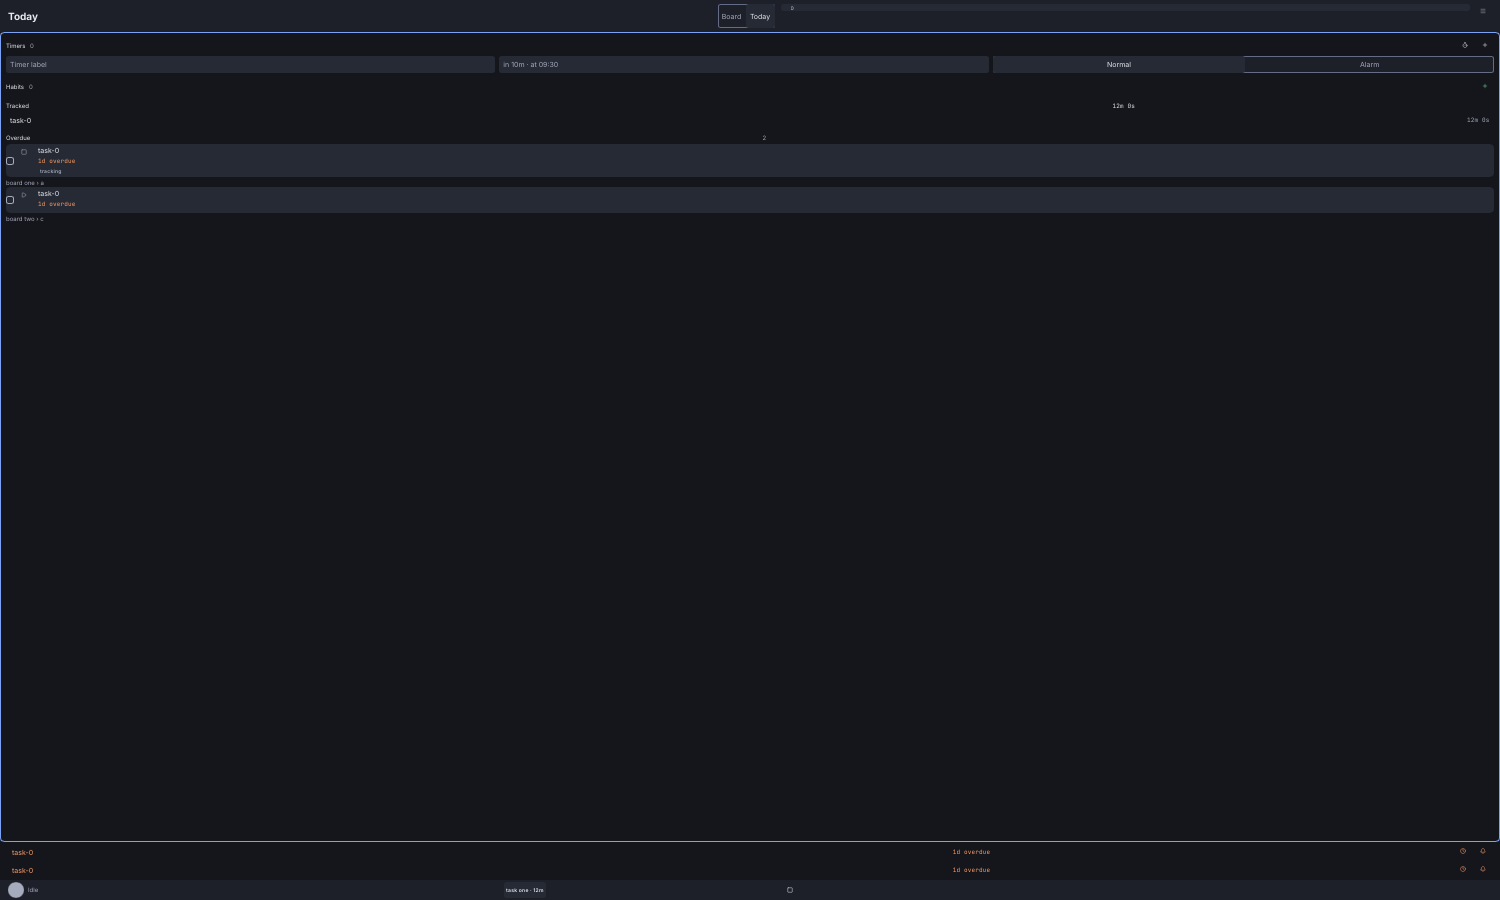 Today
Board Today
Timers 0
Timer label in 10m · at 09:30 Normal Alarm
Habits 0
Tracked 12m 0s
task-0 12m 0s
Overdue 2
task-0
1d overdue
tracking
board one › a
task-0
1d overdue
board two › c
task-0 1d overdue
task-0 1d overdue
Idle task one · 12m